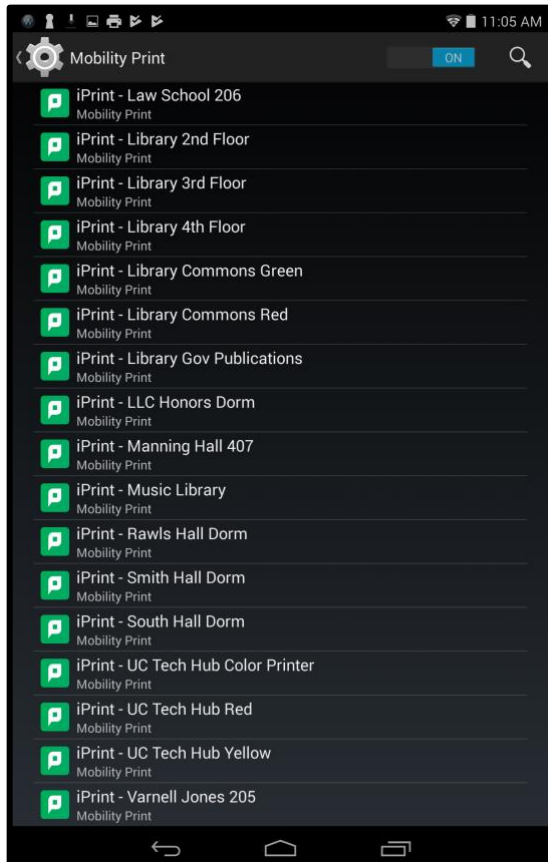 11:05 AM
Mobility Print
ON
iPrint - Law School 206
Mobility Print
iPrint - Library 2nd Floor
Mobility Print
iPrint - Library 3rd Floor
Mobility Print
iPrint - Library 4th Floor
Mobility Print
iPrint - Library Commons Green
Mobility Print
iPrint - Library Commons Red
Mobility Print
iPrint - Library Gov Publications
Mobility Print
iPrint - LLC Honors Dorm
Mobility Print
iPrint - Manning Hall 407
Mobility Print
iPrint - Music Library
Mobility Print
iPrint - Rawls Hall Dorm
Mobility Print
iPrint - Smith Hall Dorm
Mobility Print
iPrint - South Hall Dorm
Mobility Print
iPrint - UC Tech Hub Color Printer
Mobility Print
iPrint - UC Tech Hub Red
Mobility Print
iPrint - UC Tech Hub Yellow
Mobility Print
iPrint - Varnell Jones 205
Mobility Print